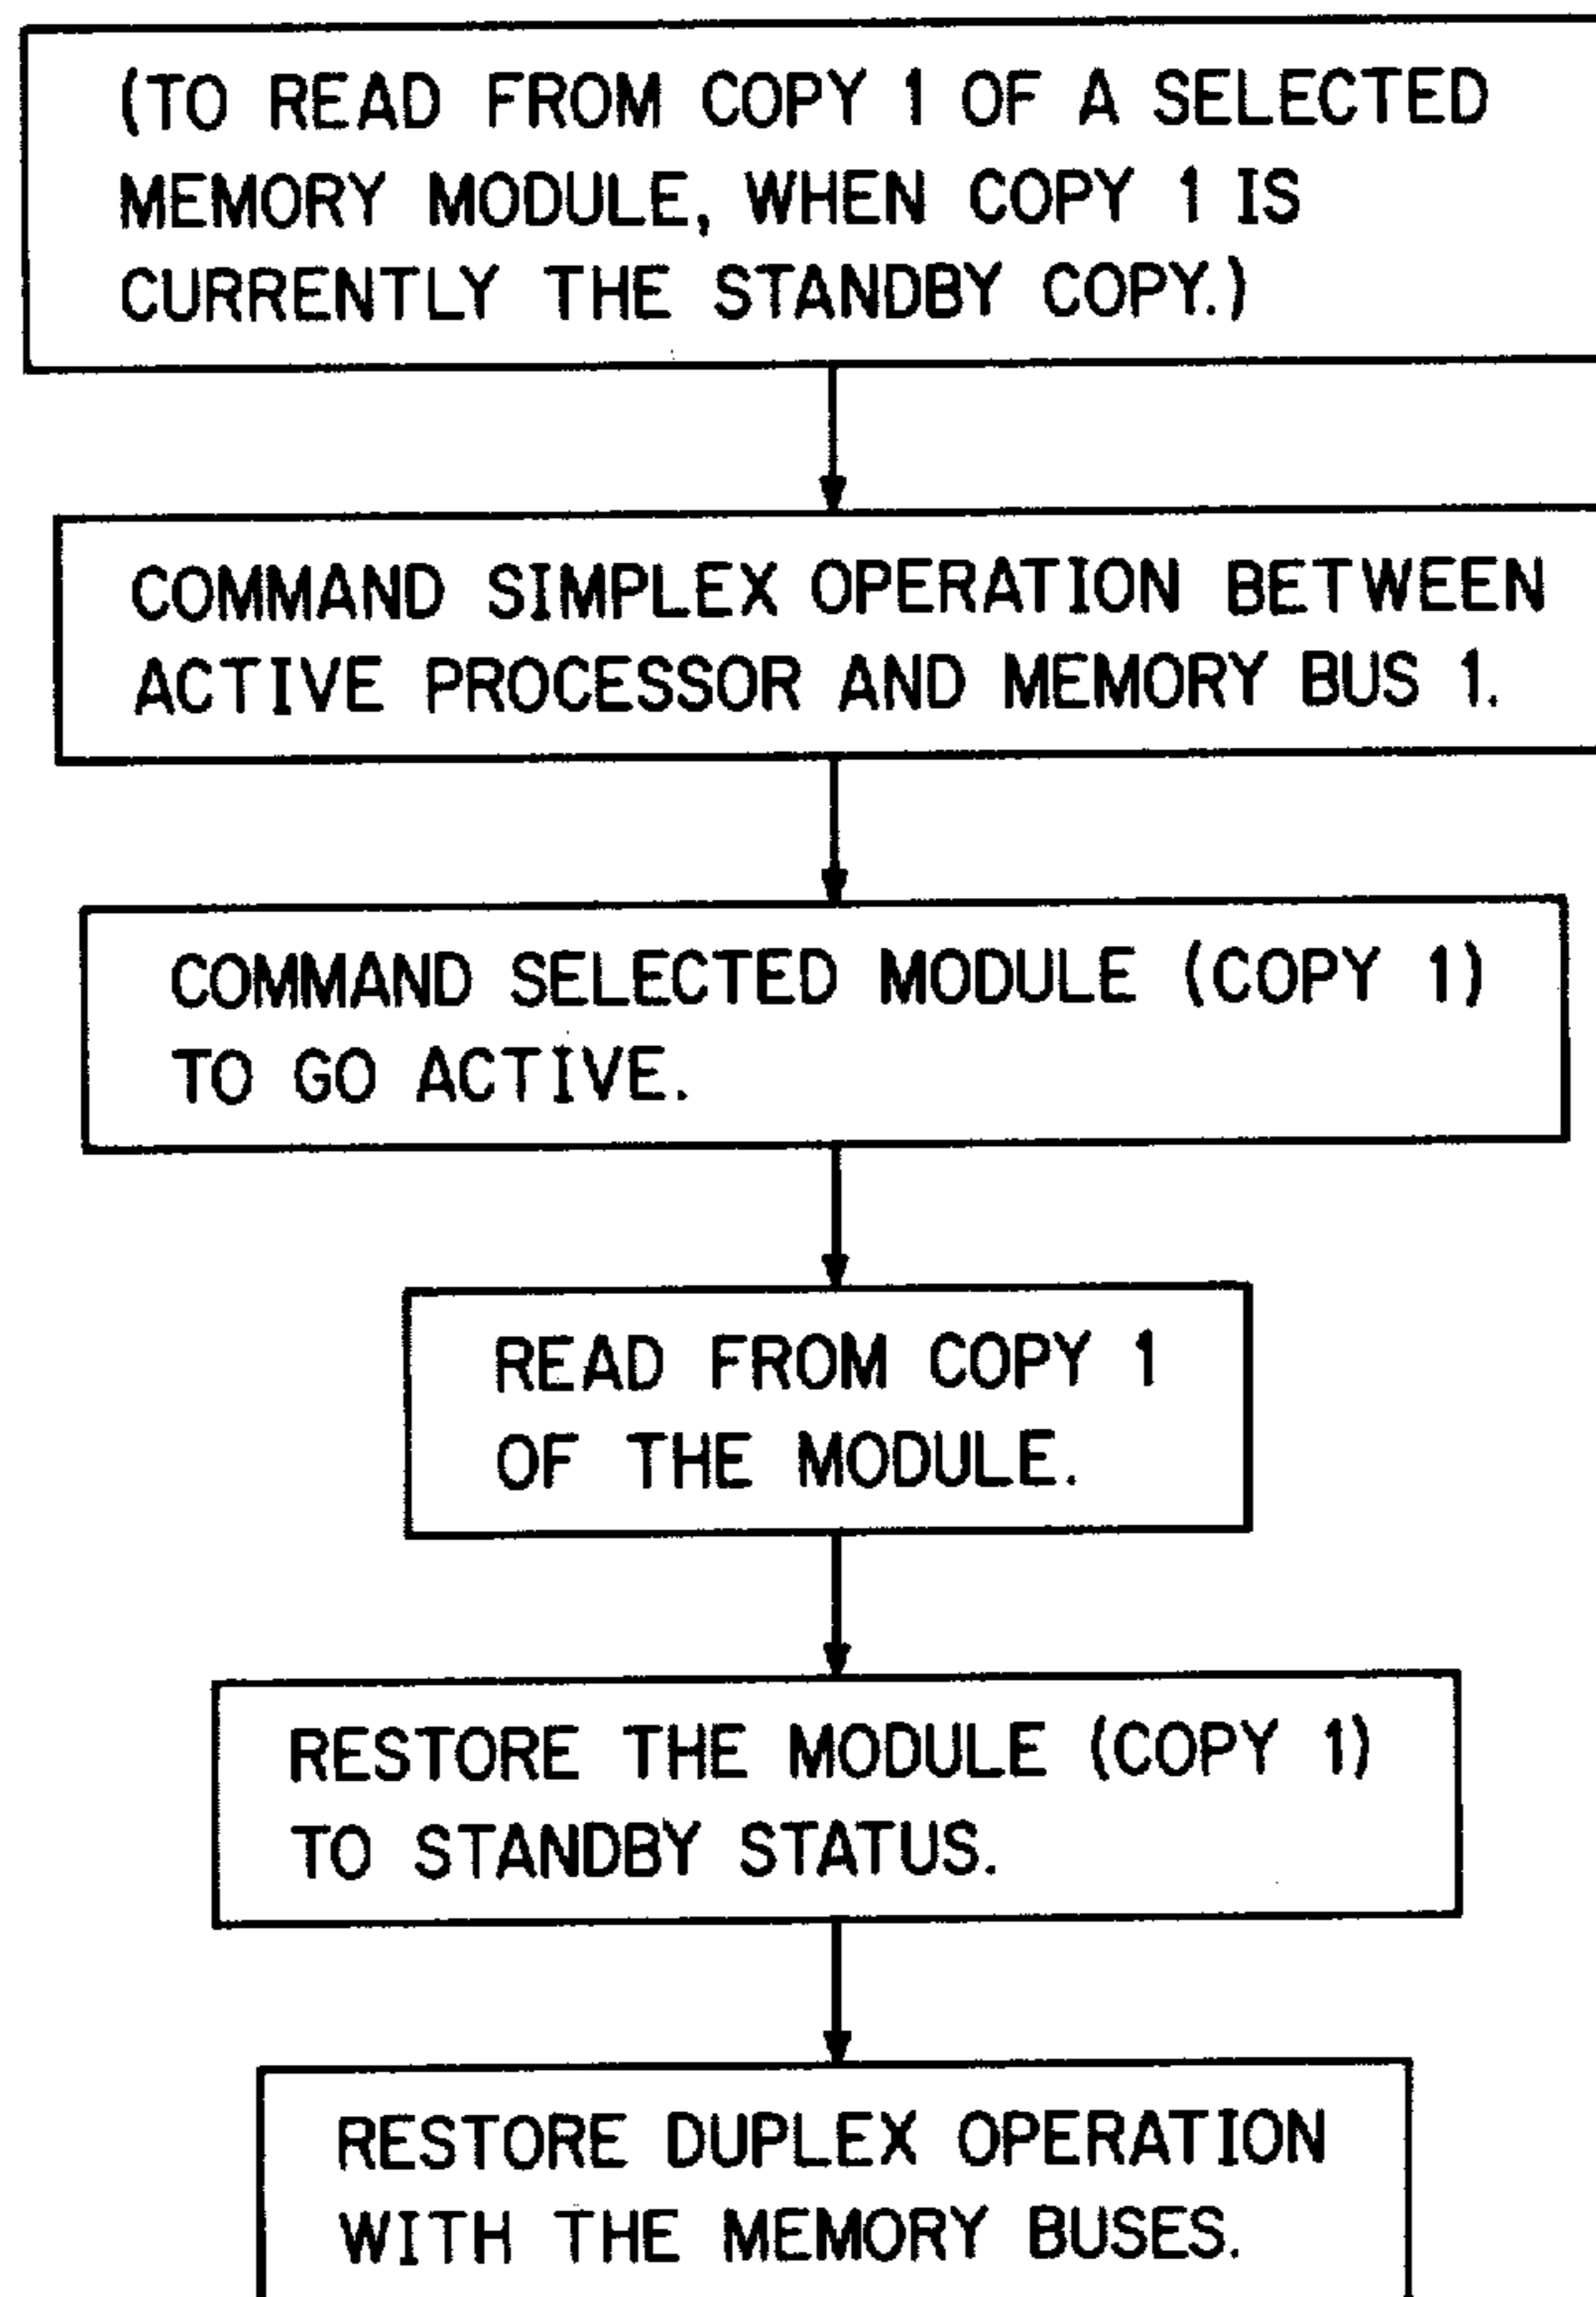 (TO READ FROM COPY 1 OF A SELECTED
MEMORY MODULE, WHEN COPY 1 IS
CURRENTLY THE STANDBY COPY.)
COMMAND SIMPLEX OPERATION BETWEEN
ACTIVE PROCESSOR AND MEMORY BUS 1.
COMMAND SELECTED MODULE (COPY 1)
TO GO ACTIVE.
READ FROM COPY 1
OF THE MODULE.
RESTORE THE MODULE (COPY 1)
TO STANDBY STATUS.
RESTORE DUPLEX OPERATION
WITH THE MEMORY BUSES.